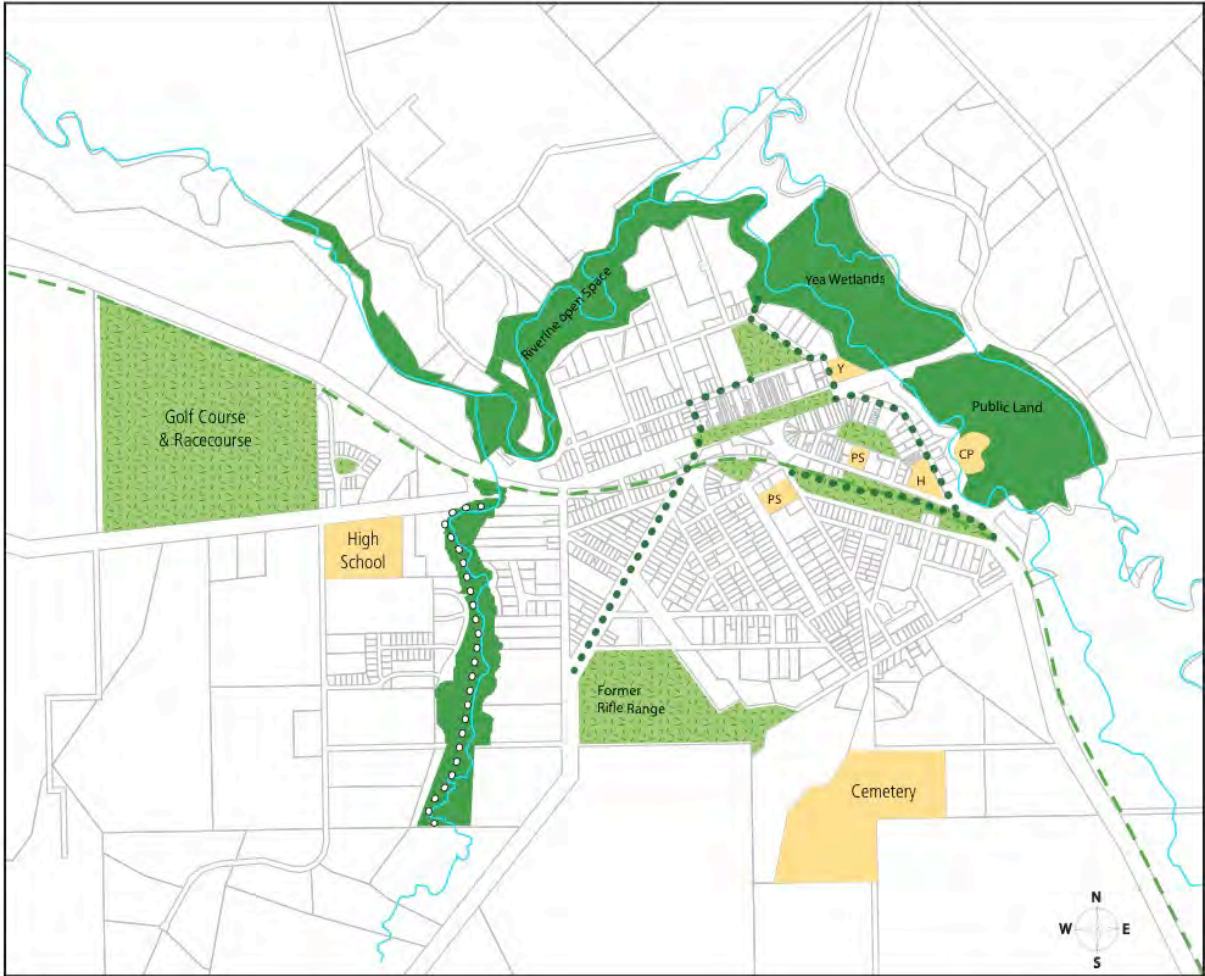 Riverine open Space
Yea Wetlands
Y
Public Land
Golf Course
& Racecourse
PS
CP
H
PS
High
School
Former
Rifle Range
Cemetery
N
W
E
S